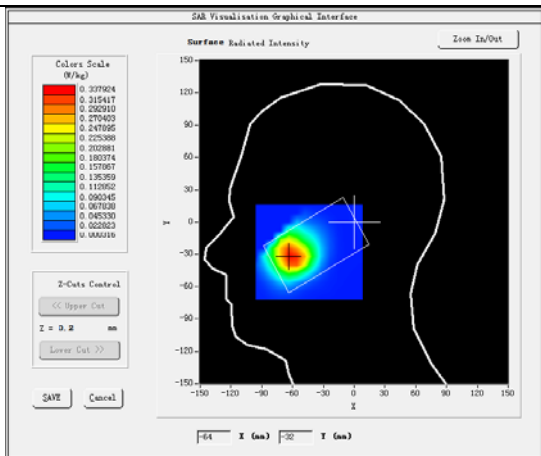 SAR Visualisation Graphical Interface
Surface Radiated Intensity
Zoom In/Out
Colors Scale
(W/kg)
0.337924
0.315417
0.292910
0.270403
0.247895
0.225388
0.202881
0.180374
0.157867
0.135359
0.112852
0.090345
0.067838
0.045330
0.022823
0.000316
150
120
90
60
30
0
-30
-60
-90
-120
-150
Y
-150 -120 -90 -60 -30 0 30 60 90 120 150
X
Z-Cuts Control
<< Upper Cut
Z = 3.2 mm
Lower Cut >>
SAVE Cancel
-64 X (mm) -32 Y (mm)